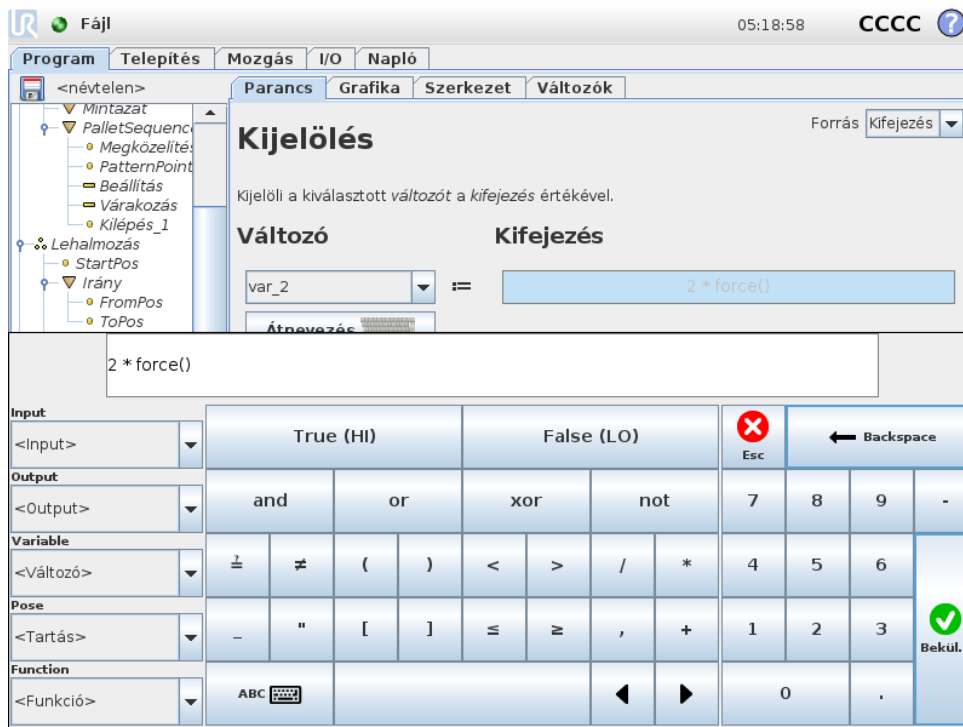 UR Fájl 05:18:58 CCCC ?
Program Telepítés Mozgás I/O Napló
<névtelen> Parancs Grafika Szerkezet Változók
Mintázat
PalletSequence
Megközelítés
PatternPoint
Beállítás
Várakozás
Kilépés_1
Lehalmozás
StartPos
Irány
FromPos
ToPos
Kijelölés
Forrás Kifejezés
Kijelöli a kiválasztott változót a kifejezés értékével.
Változó Kifejezés
var_2 := 2 * force()
Átnevezés
2 * force()
Input
<Input>
True (HI) False (LO) Esc Backspace
Output
<Output>
and or xor not 7 8 9 -
Variable
<Változó>
≟ ≠ ( ) < > / * 4 5 6
Pose
<Tartás>
_ " [ ] ≤ ≥ , + 1 2 3
Bekül.
Function
<Funkció>
ABC 0 .